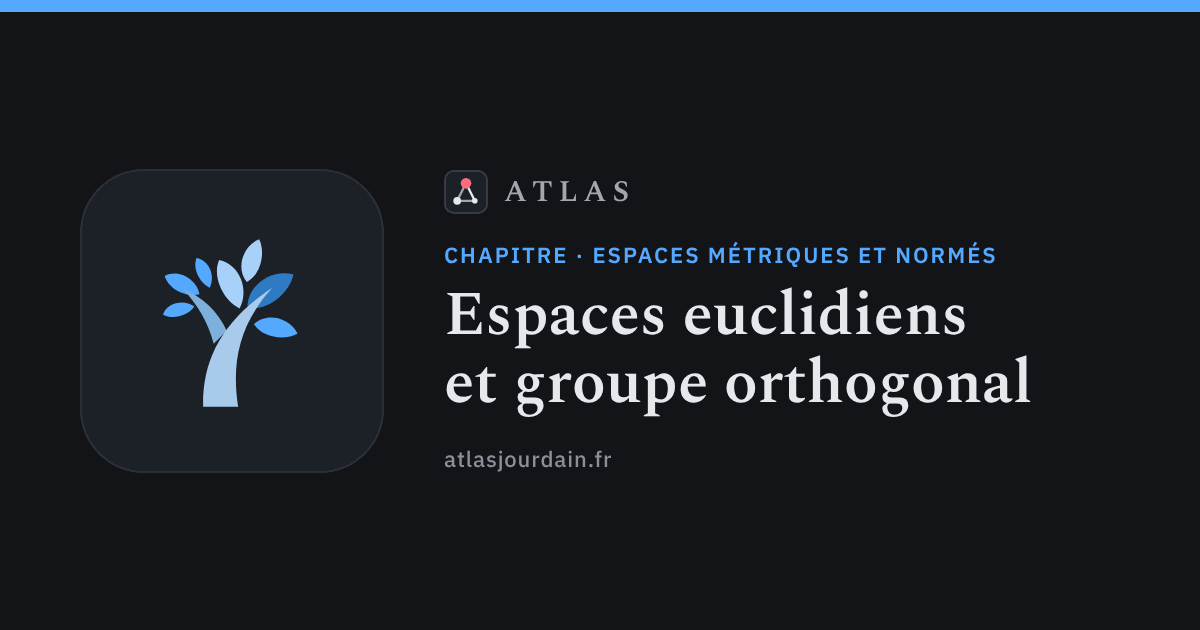 ATLAS
CHAPITRE · ESPACES MÉTRIQUES ET NORMÉS
Espaces euclidiens
et groupe orthogonal
atlasjourdain.fr